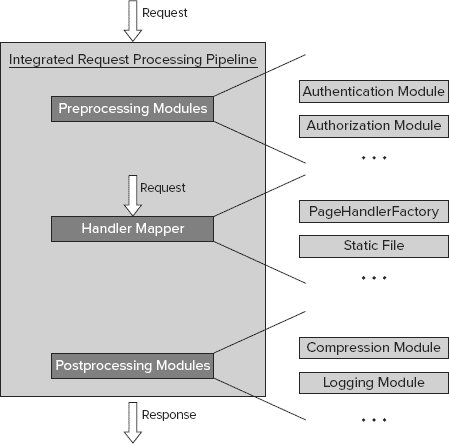 Request
Integrated Request Processing Pipeline
Preprocessing Modules
Authentication Module
Authorization Module
...
Request
Handler Mapper
PageHandlerFactory
Static File
...
Postprocessing Modules
Compression Module
Logging Module
...
Response